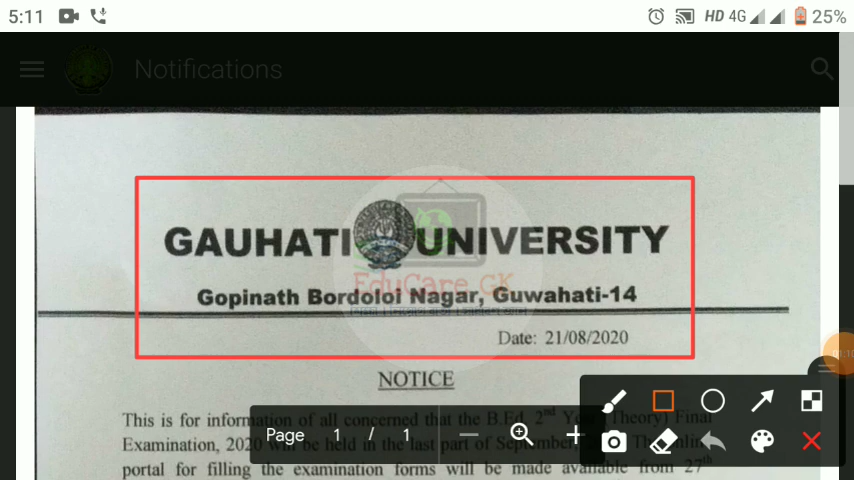 5:11 HD 4G 25%
Notifications
GAUHATI UNIVERSITY
EduCare GK
Gopinath Bordoloi Nagar, Guwahati-14
Date: 21/08/2020
01:10
NOTICE
This is for information of all concerned that the B.Ed. 2nd Year (Theory) Final
Page 1 / 1
Examination, 2020 will be held in the last part of September,
portal for filling the examination forms will be made available from 27th